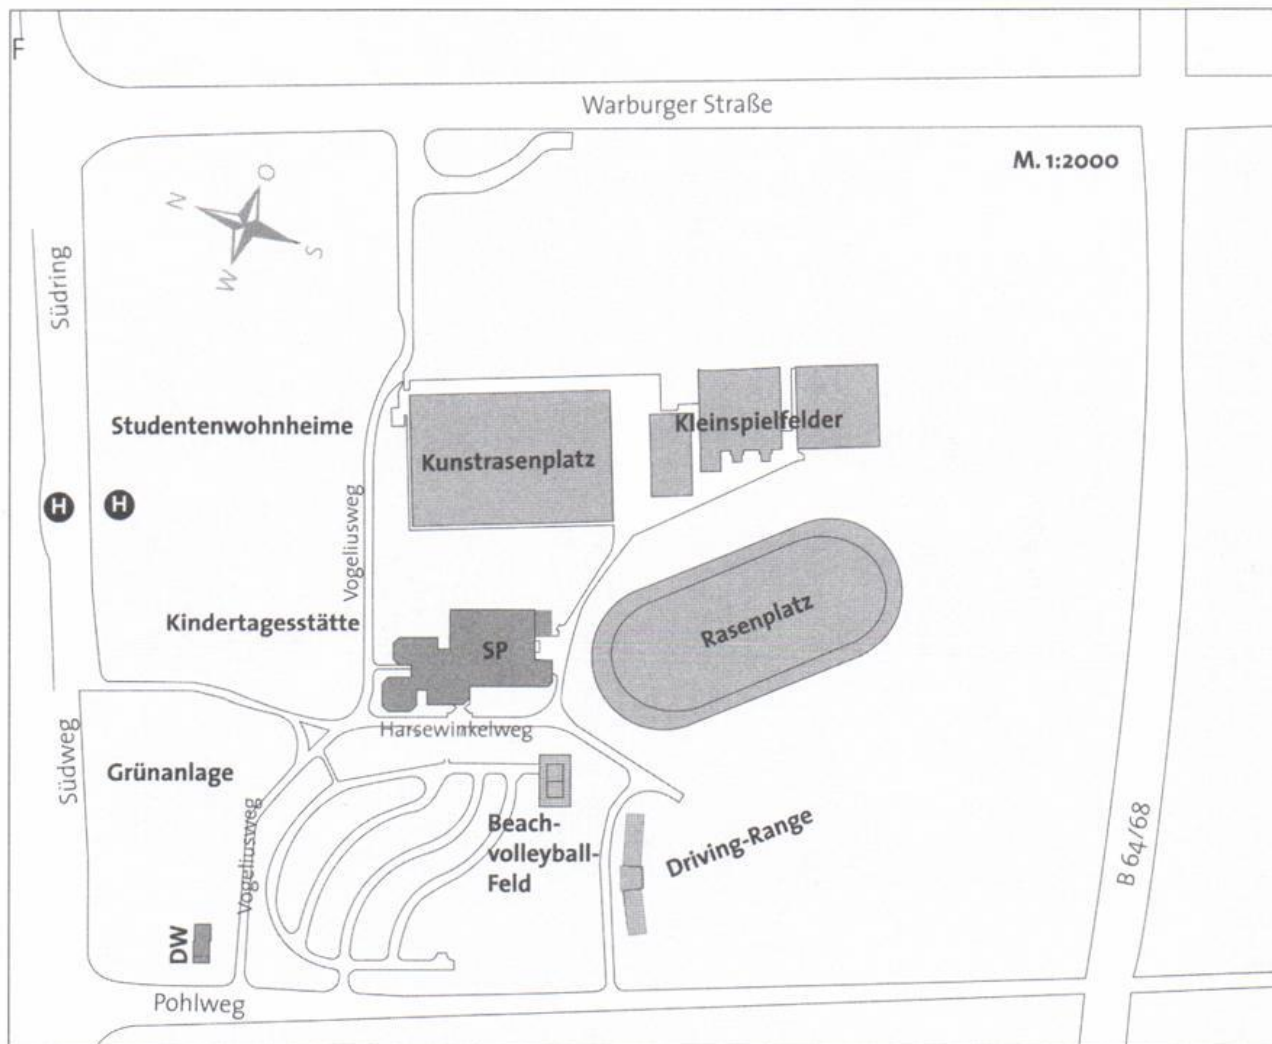 F
Warburger Straße
M. 1:2000
O
N
S
W
Südring
Studentenwohnheime
Kleinspielfelder
Kunstrasenplatz
H
H
Vogeliusweg
Kindertagesstätte
Rasenplatz
SP
Harsewinkelweg
Südweg
Grünanlage
Vogeliusweg
Beach-
volleyball-
Feld
Driving-Range
B 64/68
DW
Pohlweg